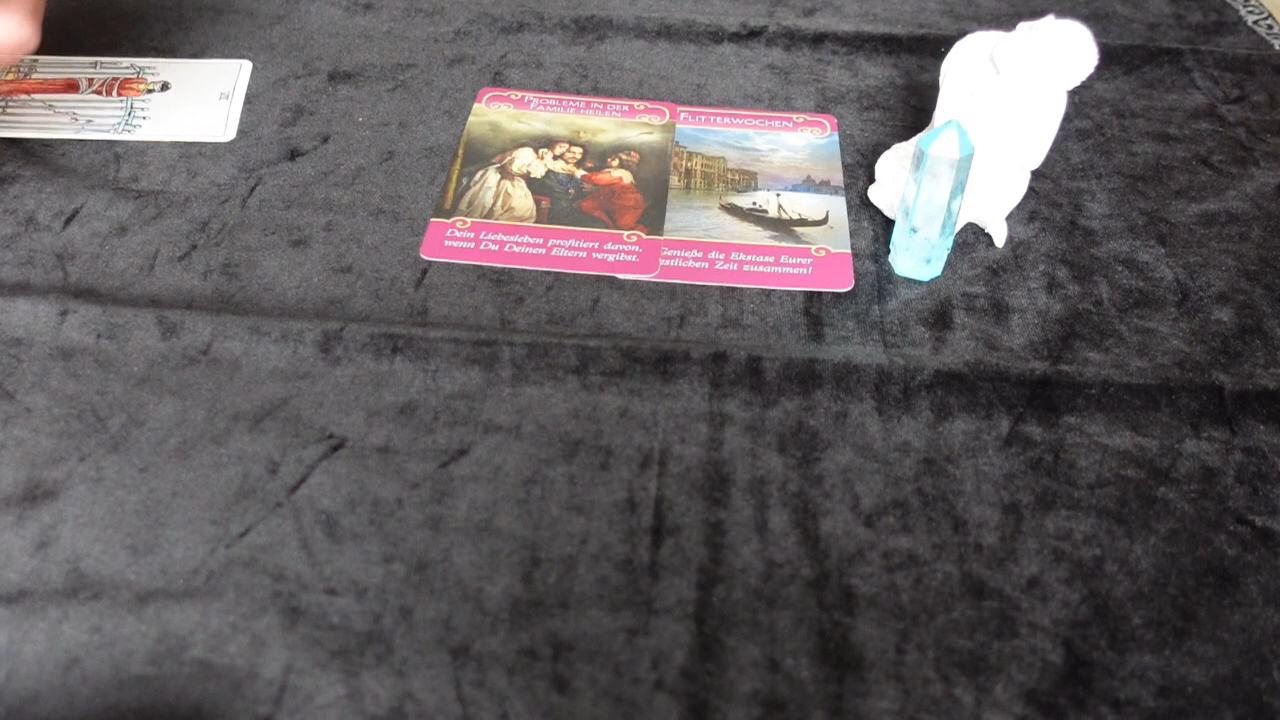 PROBLEME IN DER
FAMILIE HEILEN
Dein Liebesleben profitiert davon,
wenn Du Deinen Eltern vergibst.
FLITTERWOCHEN
Genieße die Ekstase Eurer
Zeit zusammen!